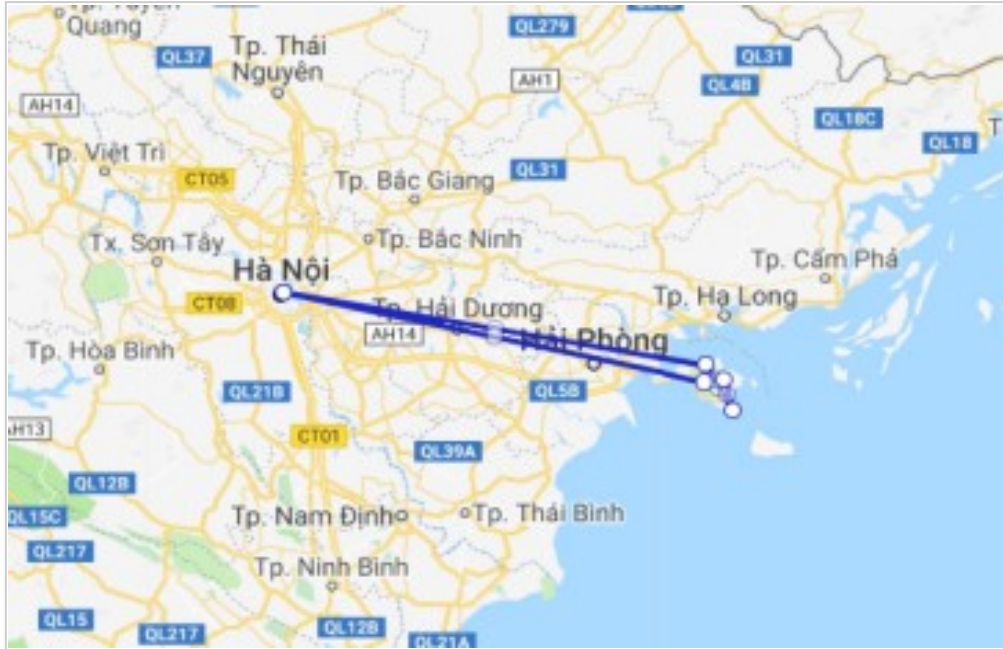 Tp. Tuyên
Quang
QL37
Tp. Thái
Nguyên
QL279
AH1
QL31
QL4B
AH14
QL18C
QL18
Tp. Việt Trì
CT05
Tp. Bắc Giang
QL31
Tx. Sơn Tây
Tp. Bắc Ninh
Tp. Cẩm Phả
Hà Nội
CT08
Tp. Hải Dương
Tp. Hạ Long
AH14
Hải Phòng
Tp. Hòa Bình
QL21B
QL5B
AH13
CT01
QL39A
QL12B
QL15C
Tp. Nam Định
Tp. Thái Bình
QL217
Tp. Ninh Bình
QL15
QL217
QL12B
QL21A